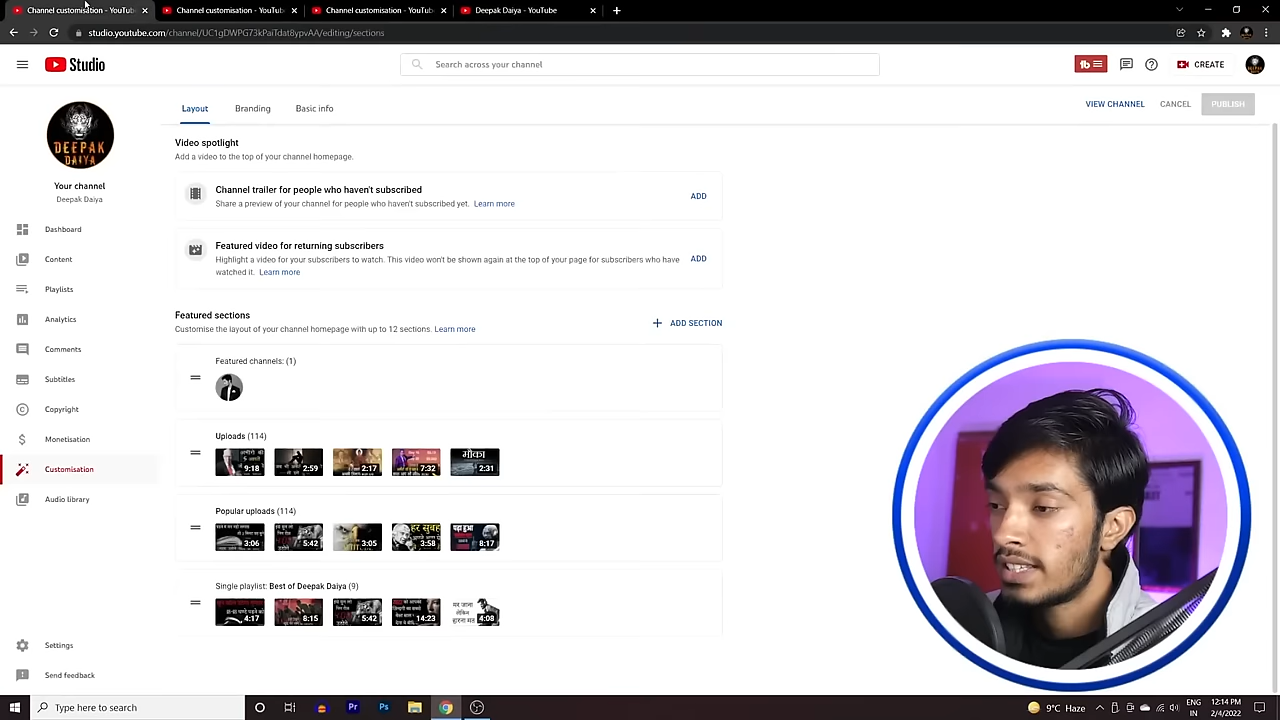 Channel customisation - YouTu
Channel customisation - YouTub
Channel customisation - YouTub
Deepak Daiya - YouTube
studio.youtube.com/channel/UC1gDWPG73kPaiTdat8ypvAA/editing/sections
Studio
Search across your channel
CREATE
DEEPAK
DAIYA
Your channel
Deepak Daiya
Dashboard
Content
Playlists
Analytics
Comments
Subtitles
Copyright
Monetisation
Customisation
Audio library
Settings
Send feedback
Layout
Branding
Basic info
VIEW CHANNEL
CANCEL
PUBLISH
Video spotlight
Add a video to the top of your channel homepage.
Channel trailer for people who haven't subscribed
Share a preview of your channel for people who haven't subscribed yet. Learn more
ADD
Featured video for returning subscribers
Highlight a video for your subscribers to watch. This video won't be shown again at the top of your page for subscribers who have
watched it. Learn more
ADD
Featured sections
Customise the layout of your channel homepage with up to 12 sections. Learn more
ADD SECTION
Featured channels: (1)
Uploads (114)
9:18
2:59
2:17
7:32
मौका
2:31
Popular uploads (114)
3:06
5:42
3:05
हर सुबह
3:58
8:17
Single playlist: Best of Deepak Daiya (9)
4:17
8:15
5:42
14:23
4:08
Type here to search
Pr
Ps
9°C Haze
ENG
IN
12:14 PM
2/4/2022